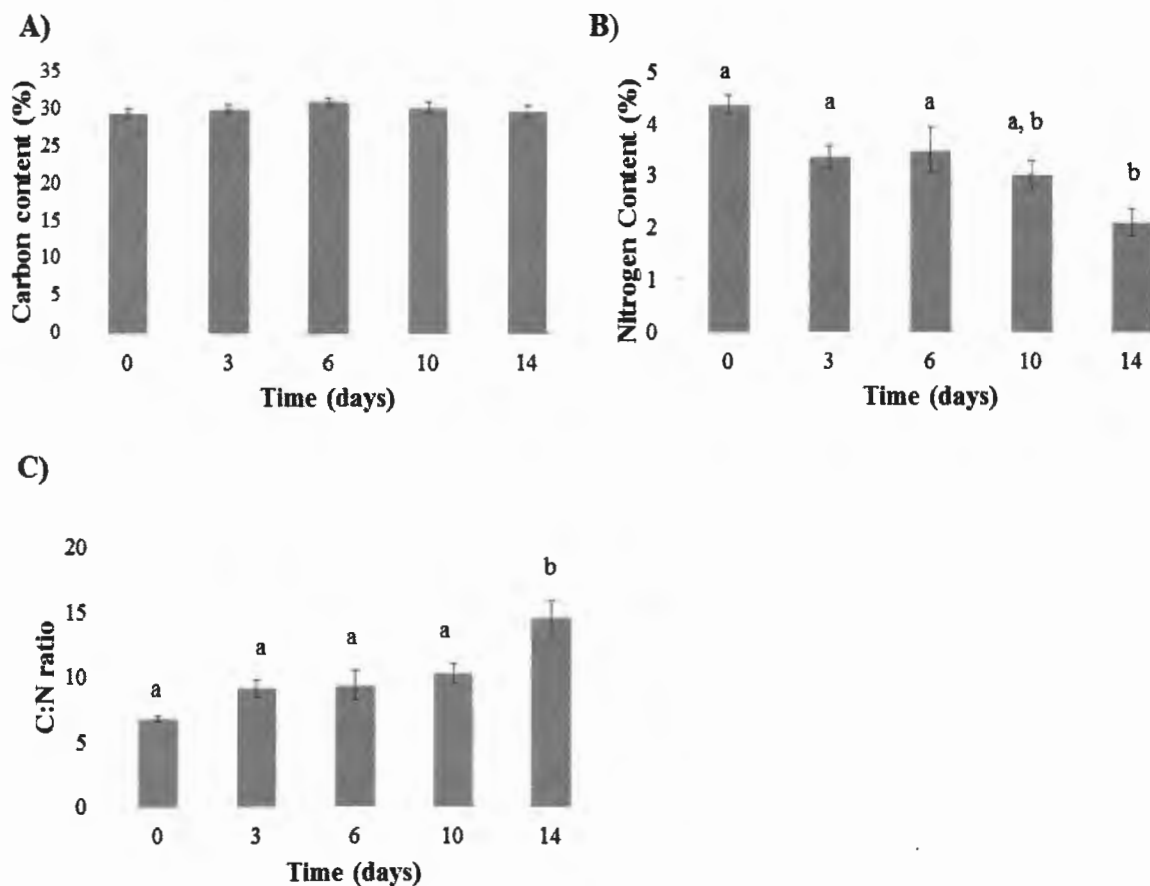 A)
Carbon content (%)
35
30
25
20
15
10
5
0
0 3 6 10 14
Time (days)
B)
Nitrogen Content (%)
5
4
3
2
1
0
a
a
a
a, b
b
0 3 6 10 14
Time (days)
C)
C:N ratio
20
15
10
5
0
a
a
a
a
b
0 3 6 10 14
Time (days)